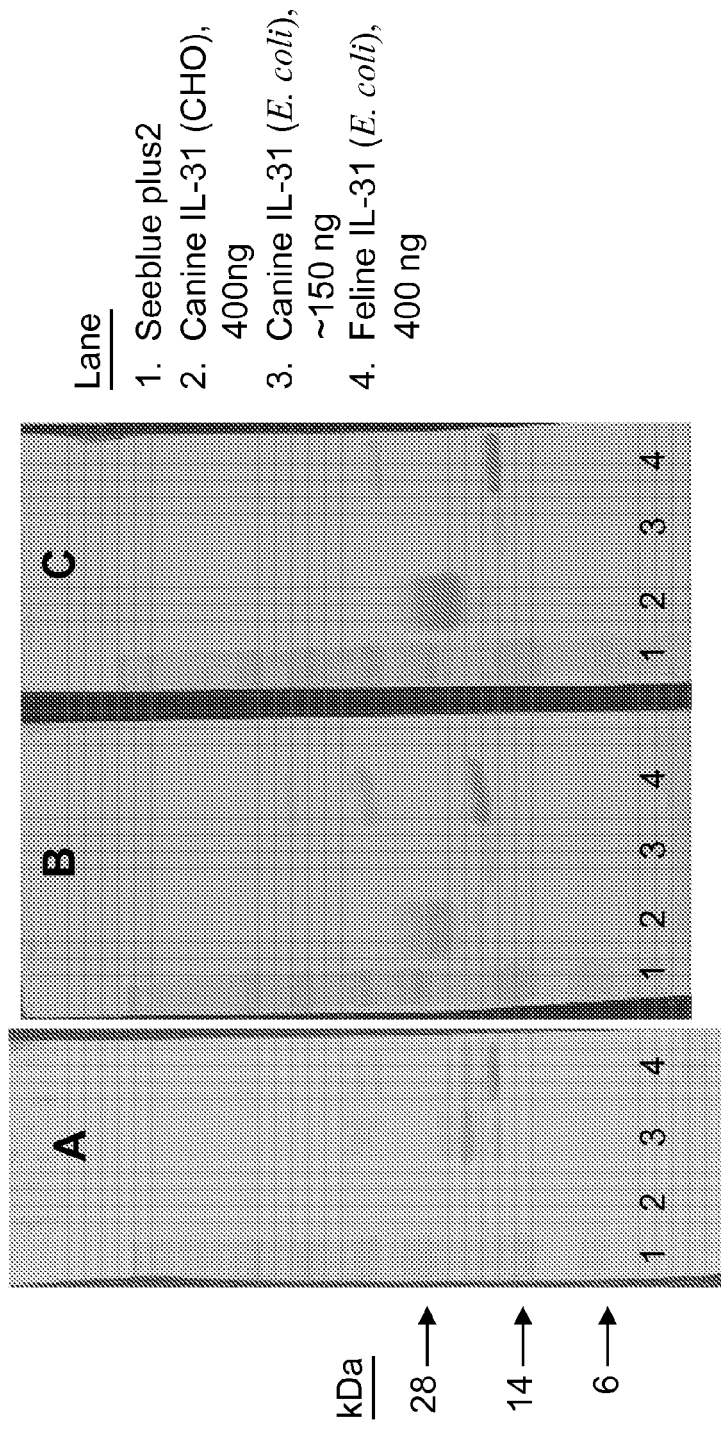 kDa
28
14
6
A
1 2 3 4
B
1 2 3 4
C
1 2 3 4
Lane
1. Seeblue plus2
2. Canine IL-31 (CHO),
400ng
3. Canine IL-31 (E. coli),
~150 ng
4. Feline IL-31 (E. coli),
400 ng